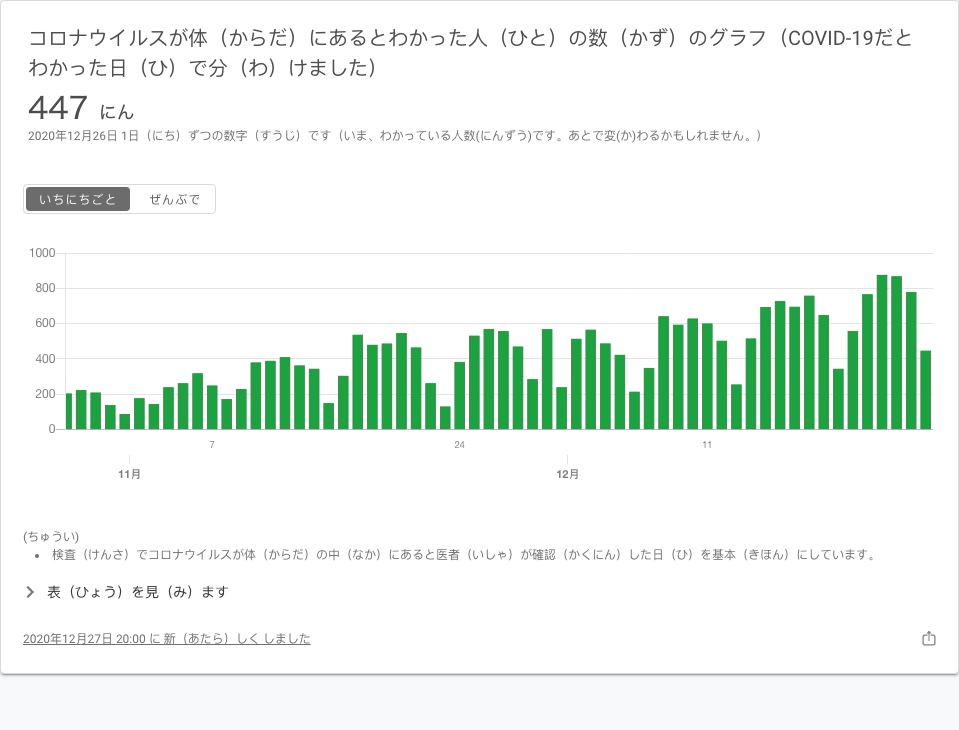 コロナウイルスが体（からだ）にあるとわかった人（ひと）の数（かず）のグラフ（COVID-19だと
わかった日（ひ）で分（わ）けました）
447 にん
2020年12月26日 1日（にち）ずつの数字（すうじ）です（いま、わかっている人数(にんずう)です。あとで変(か)わるかもしれません。）
いちにちごと ぜんぶで
1000
800
600
400
200
0
7 24 11
11月 12月
(ちゅうい)
• 検査（けんさ）でコロナウイルスが体（からだ）の中（なか）にあると医者（いしゃ）が確認（かくにん）した日（ひ）を基本（きほん）にしています。
表（ひょう）を見（み）ます
2020年12月27日 20:00 に 新（あたら）しく しました